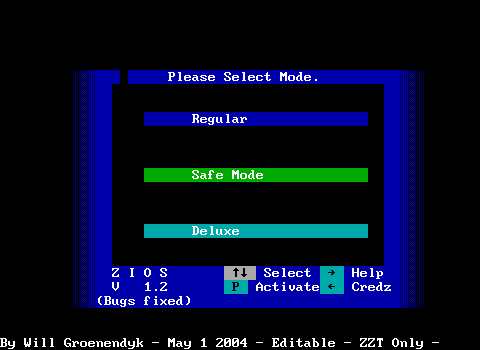 Please Select Mode.
Regular
Safe Mode
Deluxe
Z I O S ↑↓ Select → Help
V 1.2 P Activate ← Credz
(Bugs fixed)
By Will Groenendyk - May 1 2004 - Editable - ZZT Only -